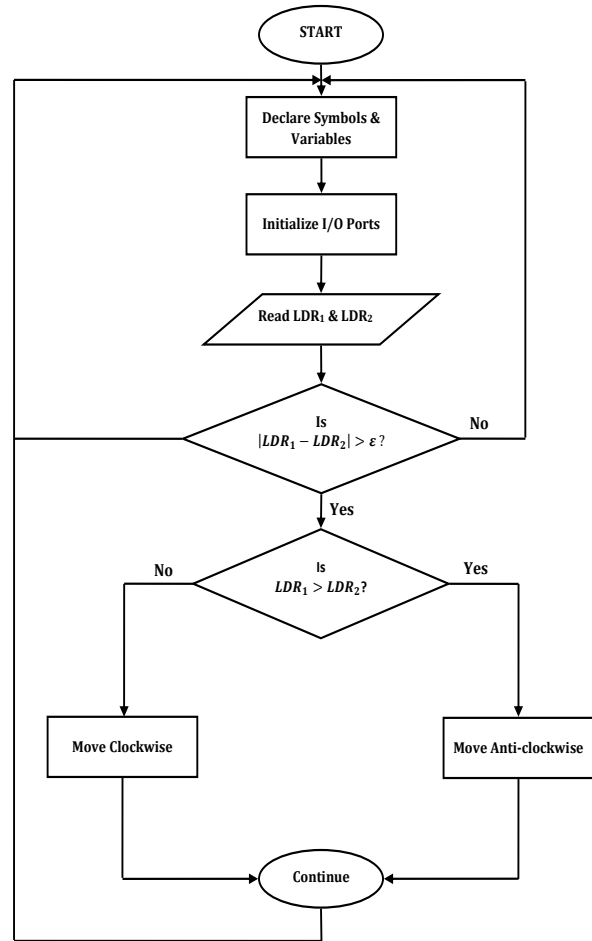 START
Declare Symbols &
Variables
Initialize I/O Ports
Read LDR₁ & LDR₂
Is
|LDR₁ − LDR₂| > ε ?
No
Yes
Is
LDR₁ > LDR₂?
No
Yes
Move Clockwise
Move Anti-clockwise
Continue